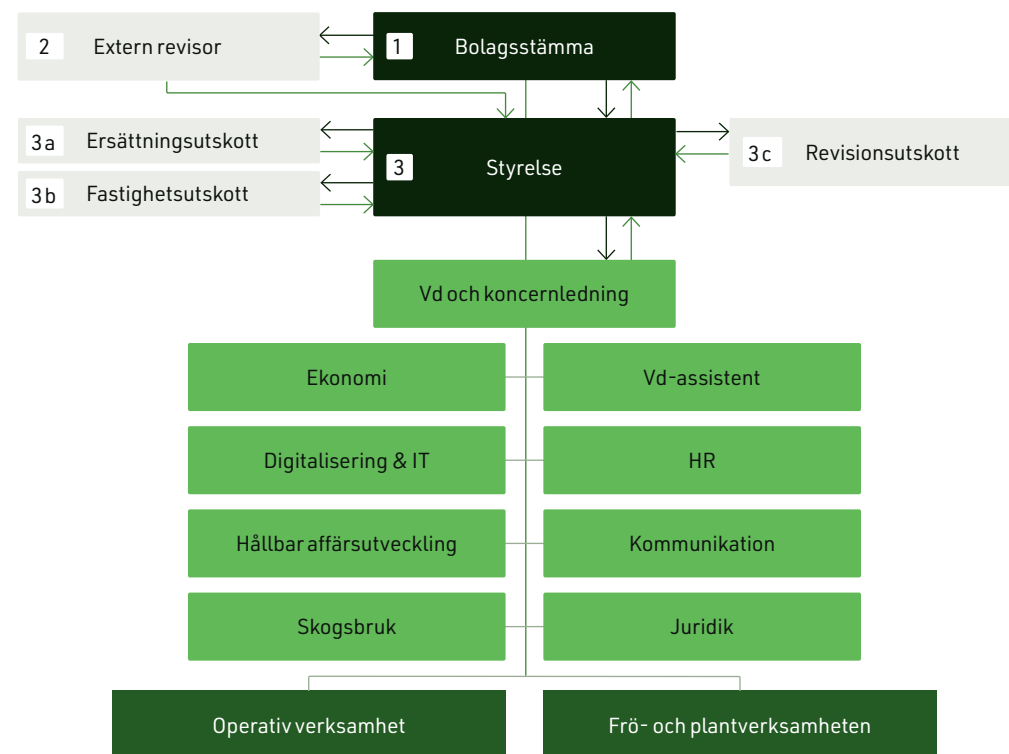 2 Extern revisor
1 Bolagsstämma
3a Ersättningsutskott
3b Fastighetsutskott
3 Styrelse
3c Revisionsutskott
Vd och koncernledning
Ekonomi
Vd-assistent
Digitalisering & IT
HR
Hållbar affärsutveckling
Kommunikation
Skogsbruk
Juridik
Operativ verksamhet
Frö- och plantverksamheten